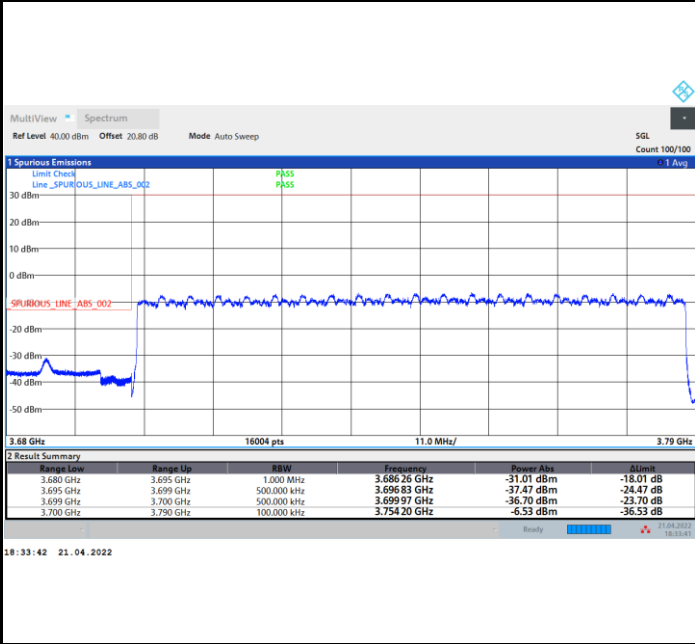 MultiView Spectrum
Ref Level 40.00 dBm Offset 20.80 dB Mode Auto Sweep SGL
Count 100/100
1 Spurious Emissions 1 Avg
Limit Check PASS
Line _SPURIOUS_LINE_ABS_002 PASS
30 dBm
20 dBm
10 dBm
0 dBm
_SPURIOUS_LINE_ABS_002
-20 dBm
-30 dBm
-40 dBm
-50 dBm
3.68 GHz 16004 pts 11.0 MHz/ 3.79 GHz
2 Result Summary
Range Low Range Up RBW Frequency Power Abs ΔLimit
3.680 GHz 3.695 GHz 1.000 MHz 3.686 26 GHz -31.01 dBm -18.01 dB
3.695 GHz 3.699 GHz 500.000 kHz 3.696 83 GHz -37.47 dBm -24.47 dB
3.699 GHz 3.700 GHz 500.000 kHz 3.699 97 GHz -36.70 dBm -23.70 dB
3.700 GHz 3.790 GHz 100.000 kHz 3.754 20 GHz -6.53 dBm -36.53 dB
Ready 21.04.2022
18:33:41
18:33:42 21.04.2022